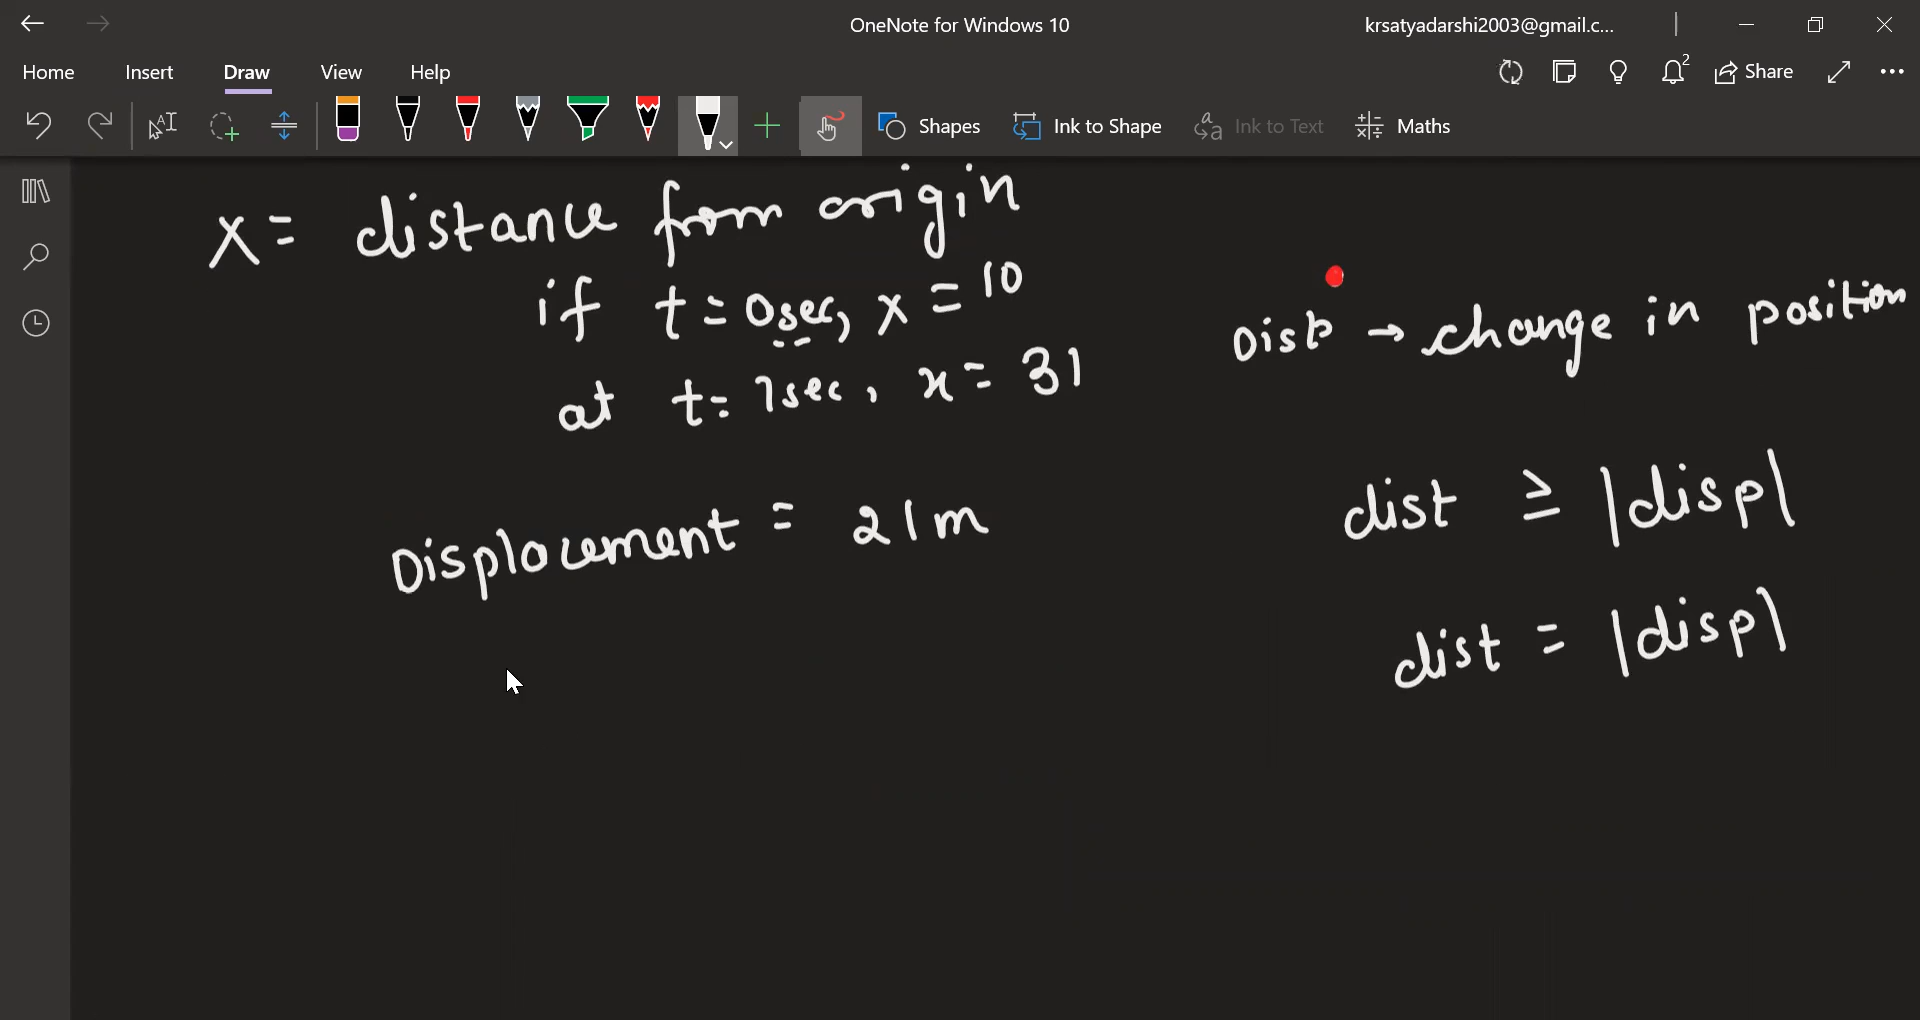 OneNote for Windows 10
krsatyadarshi2003@gmail.c...
Home Insert Draw View Help
2
Share
Shapes Ink to Shape Ink to Text Maths
X = distance from origin
if t = 0sec, x = 10
at t = 7sec, x = 31
Displacement = 21m
Disp → change in position
dist ≥ |disp|
dist = |disp|